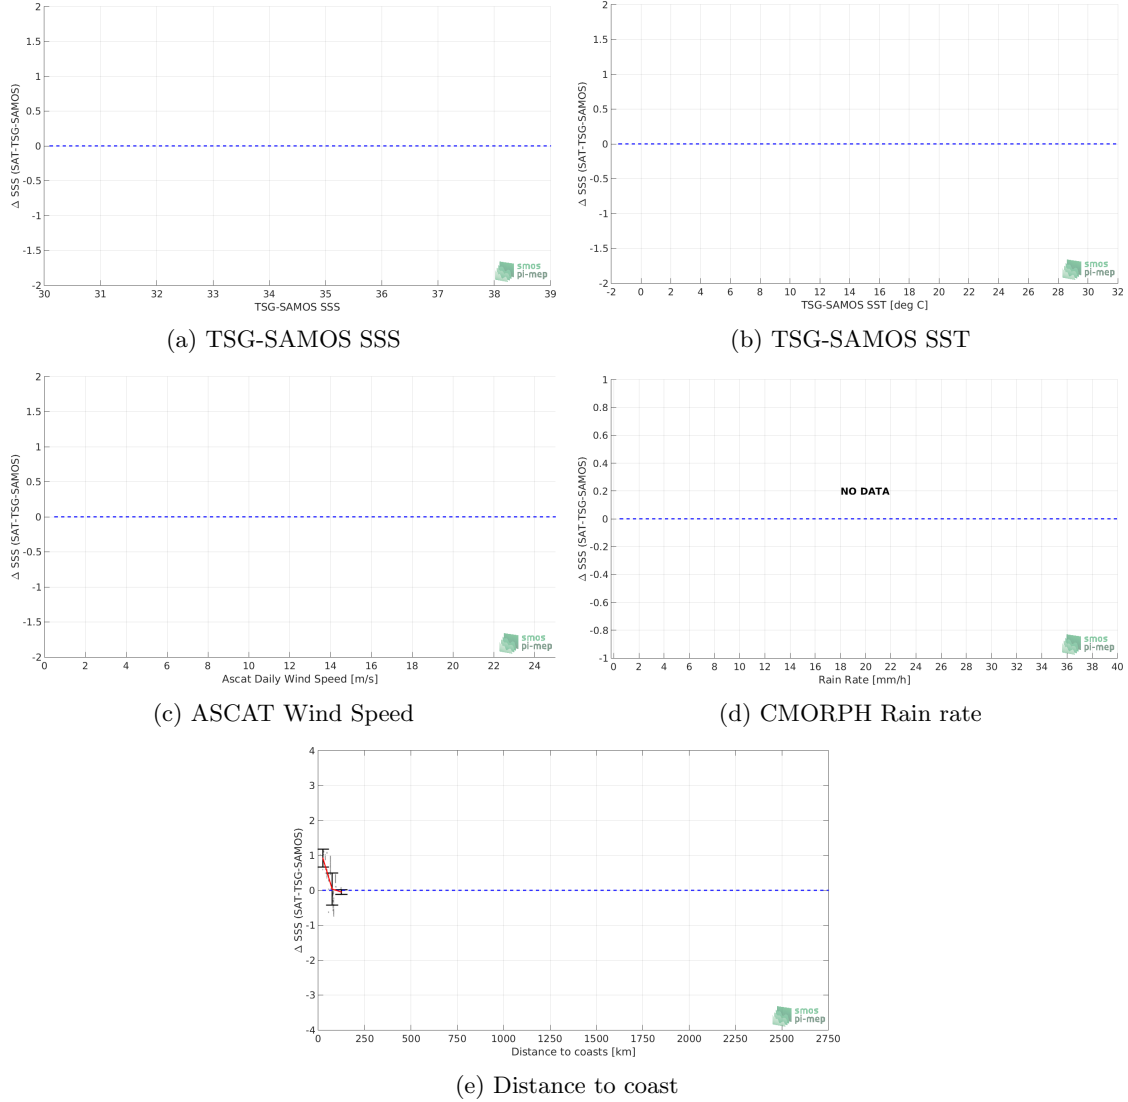 2
1.5
1
0.5
0
-0.5
-1
-1.5
-2
Δ SSS (SAT-TSG-SAMOS)
30 31 32 33 34 35 36 37 38 39
TSG-SAMOS SSS
smos
pi-mep
(a) TSG-SAMOS SSS
2
1.5
1
0.5
0
-0.5
-1
-1.5
-2
Δ SSS (SAT-TSG-SAMOS)
-2 0 2 4 6 8 10 12 14 16 18 20 22 24 26 28 30 32
TSG-SAMOS SST [deg C]
smos
pi-mep
(b) TSG-SAMOS SST
2
1.5
1
0.5
0
-0.5
-1
-1.5
-2
Δ SSS (SAT-TSG-SAMOS)
0 2 4 6 8 10 12 14 16 18 20 22 24
Ascat Daily Wind Speed [m/s]
smos
pi-mep
(c) ASCAT Wind Speed
1
0.8
0.6
0.4
0.2
0
-0.2
-0.4
-0.6
-0.8
-1
Δ SSS (SAT-TSG-SAMOS)
NO DATA
0 2 4 6 8 10 12 14 16 18 20 22 24 26 28 30 32 34 36 38 40
Rain Rate [mm/h]
smos
pi-mep
(d) CMORPH Rain rate
4
3
2
1
0
-1
-2
-3
-4
Δ SSS (SAT-TSG-SAMOS)
0 250 500 750 1000 1250 1500 1750 2000 2250 2500 2750
Distance to coasts [km]
smos
pi-mep
(e) Distance to coast